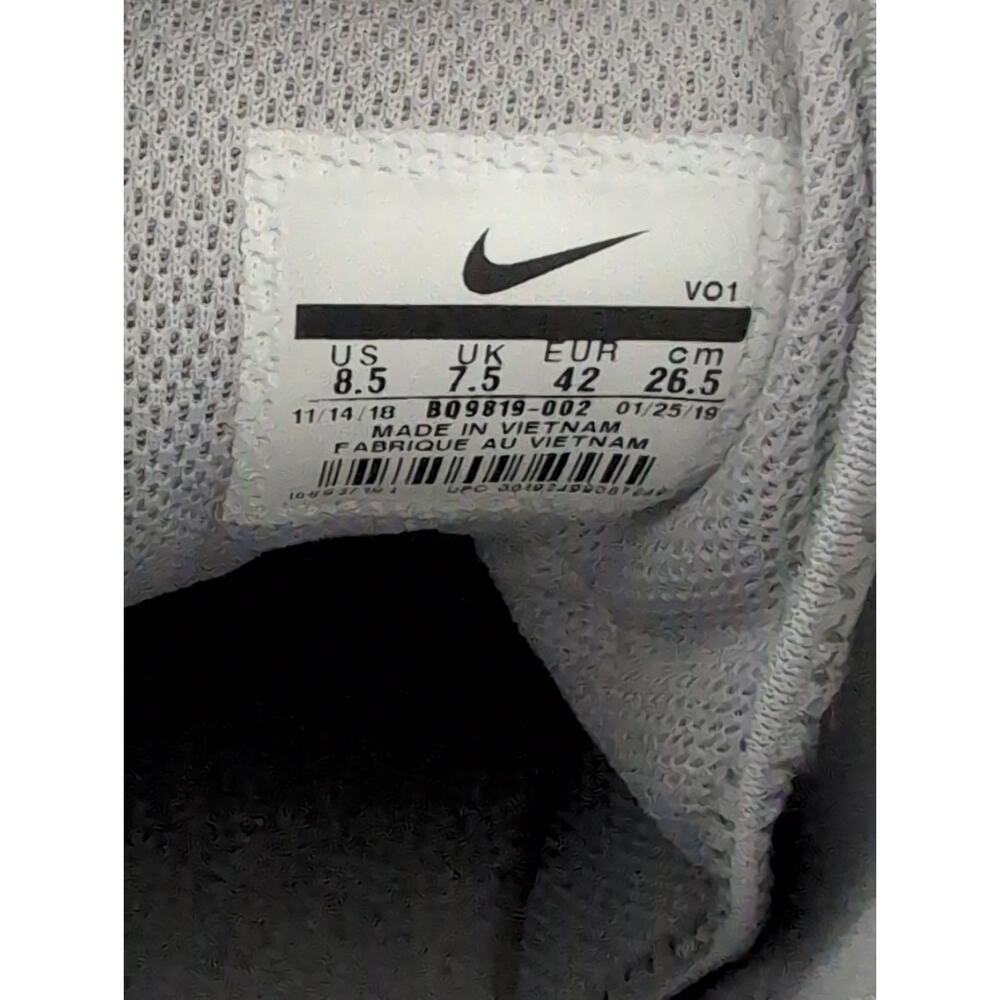 VO1
US UK EUR cm
8.5 7.5 42 26.5
11/14/18 BQ9819-002 01/25/19
MADE IN VIETNAM
FABRIQUE AU VIETNAM
UPC